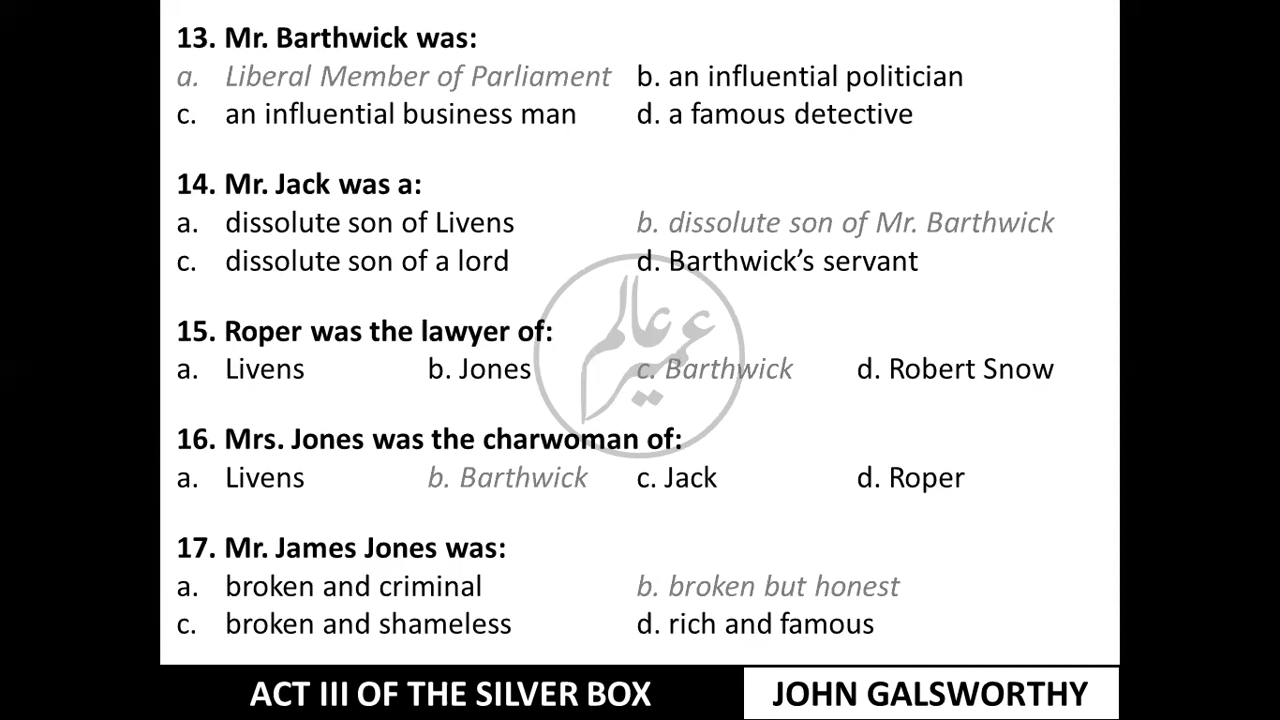 13. Mr. Barthwick was:
a. Liberal Member of Parliament b. an influential politician
c. an influential business man d. a famous detective
14. Mr. Jack was a:
a. dissolute son of Livens b. dissolute son of Mr. Barthwick
c. dissolute son of a lord d. Barthwick’s servant
15. Roper was the lawyer of:
a. Livens b. Jones c. Barthwick d. Robert Snow
16. Mrs. Jones was the charwoman of:
a. Livens b. Barthwick c. Jack d. Roper
17. Mr. James Jones was:
a. broken and criminal b. broken but honest
c. broken and shameless d. rich and famous
عمیر عالم
ACT III OF THE SILVER BOX JOHN GALSWORTHY